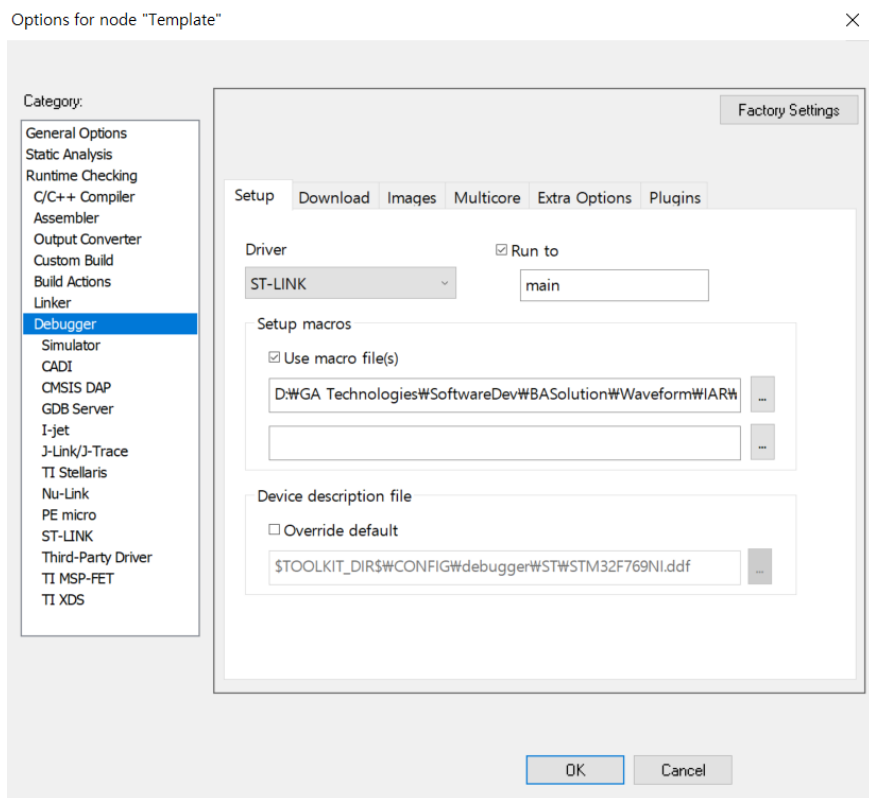 Options for node "Template"
Category:
General Options
Static Analysis
Runtime Checking
C/C++ Compiler
Assembler
Output Converter
Custom Build
Build Actions
Linker
Debugger
Simulator
CADI
CMSIS DAP
GDB Server
I-jet
J-Link/J-Trace
TI Stellaris
Nu-Link
PE micro
ST-LINK
Third-Party Driver
TI MSP-FET
TI XDS
Factory Settings
Setup Download Images Multicore Extra Options Plugins
Driver
ST-LINK
Run to
main
Setup macros
Use macro file(s)
D:₩GA Technologies₩SoftwareDev₩BASolution₩Waveform₩IAR₩
...
...
Device description file
Override default
$TOOLKIT_DIR$₩CONFIG₩debugger₩ST₩STM32F769NI.ddf
...
OK Cancel